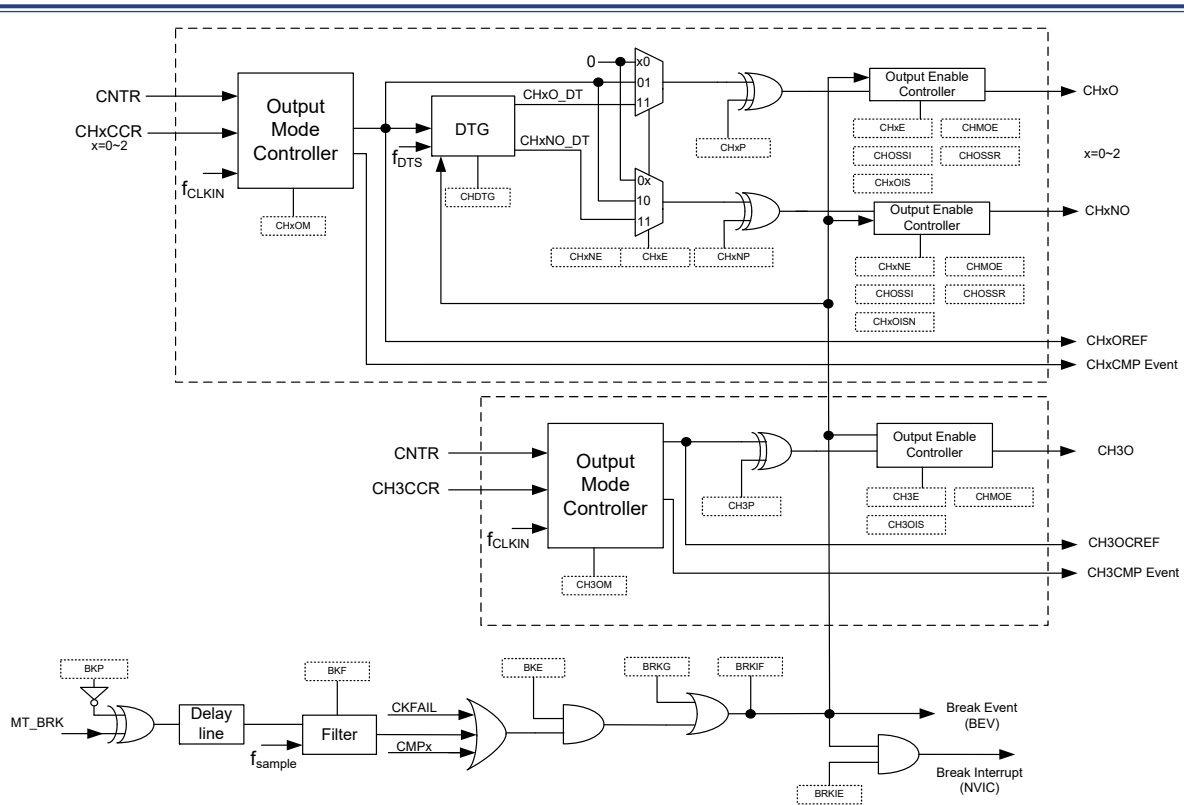 CNTR
CHxCCR
x=0~2
fCLKIN
Output
Mode
Controller
CHxOM
0
x0
01
11
CHxO_DT
DTG
CHxNO_DT
fDTS
CHDTG
0x
10
11
CHxNE
CHxE
CHxP
CHxNP
Output Enable
Controller
CHxE
CHMOE
CHOSSI
CHOSSR
CHxOIS
CHxO
x=0~2
Output Enable
Controller
CHxNE
CHMOE
CHOSSI
CHOSSR
CHxOISN
CHxNO
CHxOREF
CHxCMP Event
CNTR
CH3CCR
fCLKIN
Output
Mode
Controller
CH3OM
CH3P
Output Enable
Controller
CH3E
CHMOE
CH3OIS
CH3O
CH3OCREF
CH3CMP Event
BKP
MT_BRK
Delay
line
BKF
Filter
fsample
CKFAIL
CMPx
BKE
BRKG
BRKIF
Break Event
(BEV)
BRKIE
Break Interrupt
(NVIC)